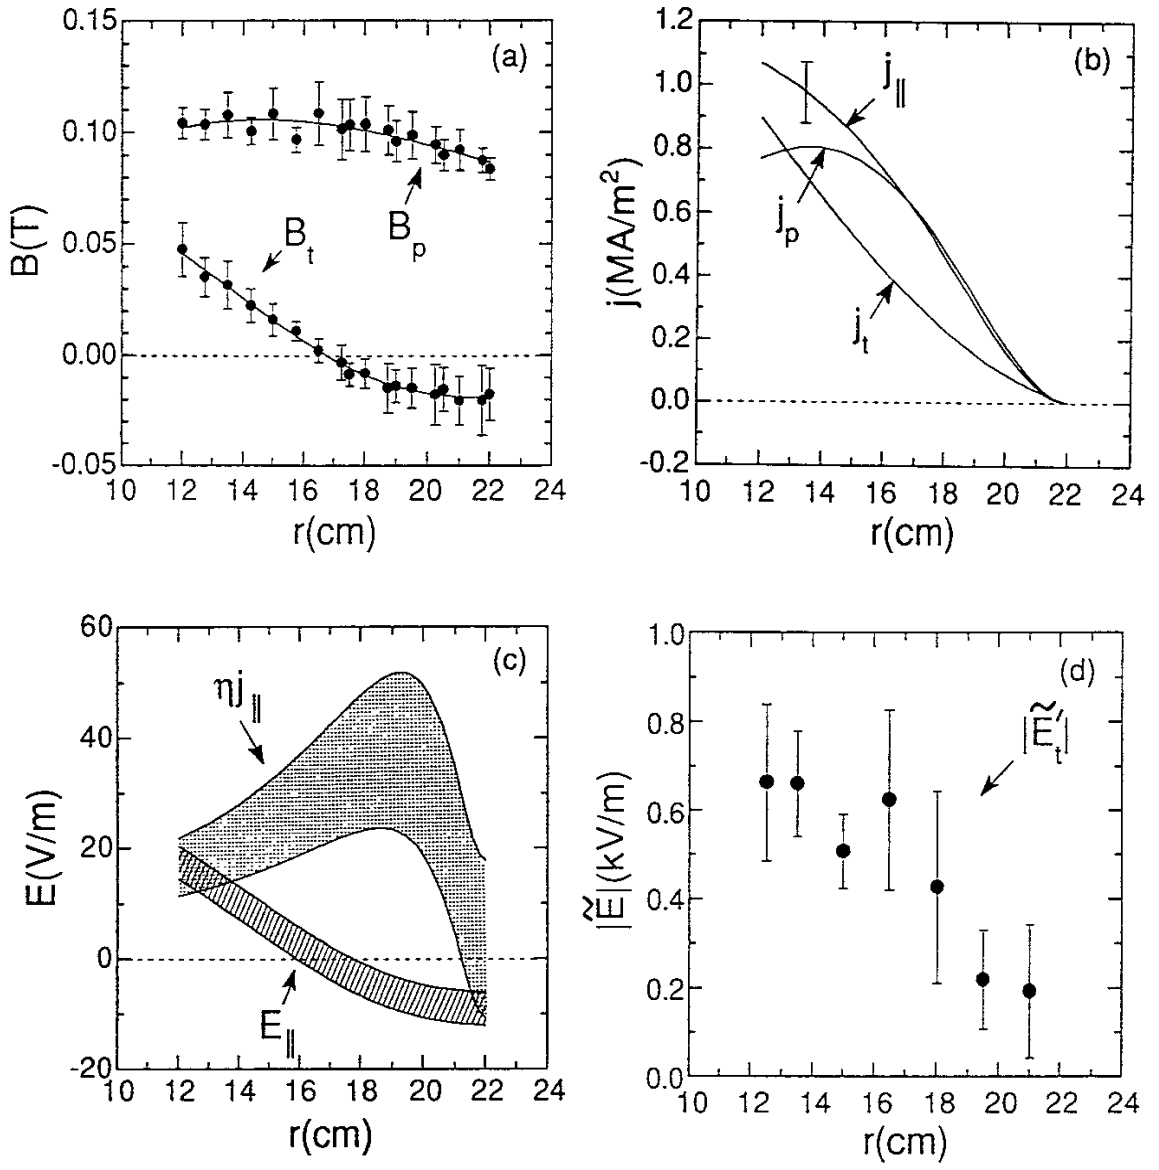 0.15
0.10
0.05
0.00
-0.05
B(T)
(a)
B_t
B_p
10 12 14 16 18 20 22 24
r(cm)
1.2
1.0
0.8
0.6
0.4
0.2
0.0
-0.2
j(MA/m²)
(b)
j_∥
j_p
j_t
10 12 14 16 18 20 22 24
r(cm)
60
40
20
0
-20
E(V/m)
(c)
ηj_∥
E_∥
10 12 14 16 18 20 22 24
r(cm)
1.0
0.8
0.6
0.4
0.2
0.0
|Ẽ|(kV/m)
(d)
|Ẽ'_t|
10 12 14 16 18 20 22 24
r(cm)